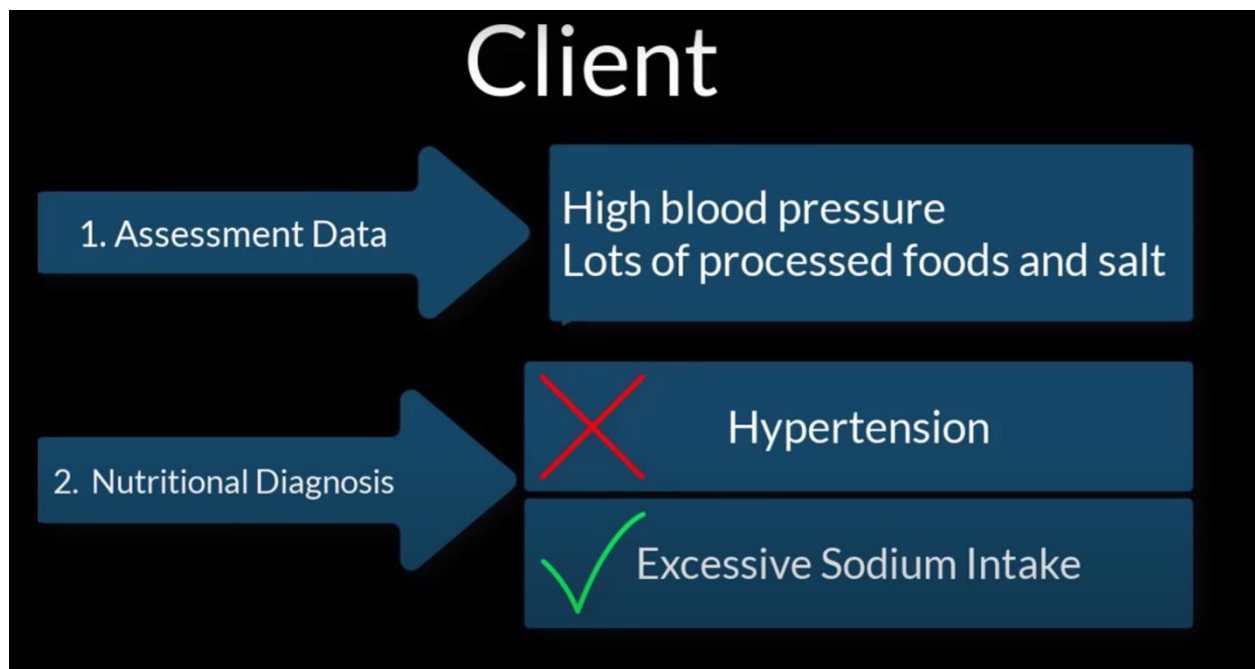 Client
1. Assessment Data
High blood pressure
Lots of processed foods and salt
2. Nutritional Diagnosis
Hypertension
Excessive Sodium Intake